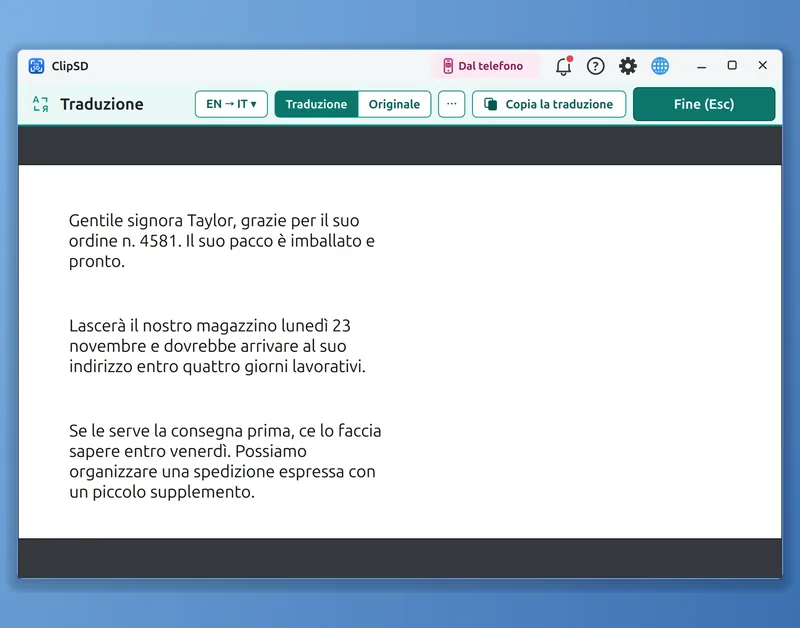 ClipSD
Dal telefono
Traduzione
EN → IT ▾
Traduzione
Originale
···
Copia la traduzione
Fine (Esc)
Gentile signora Taylor, grazie per il suo
ordine n. 4581. Il suo pacco è imballato e
pronto.
Lascerà il nostro magazzino lunedì 23
novembre e dovrebbe arrivare al suo
indirizzo entro quattro giorni lavorativi.
Se le serve la consegna prima, ce lo faccia
sapere entro venerdì. Possiamo
organizzare una spedizione espressa con
un piccolo supplemento.